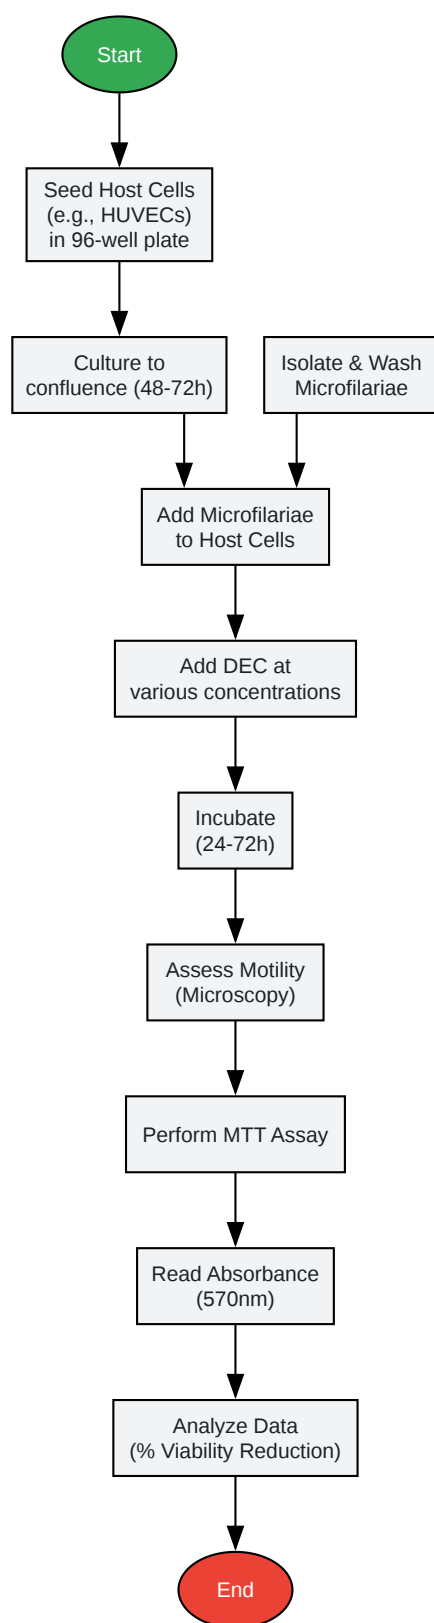 Start
Seed Host Cells
(e.g., HUVECs)
in 96-well plate
Culture to
confluence (48-72h)
Isolate & Wash
Microfilariae
Add Microfilariae
to Host Cells
Add DEC at
various concentrations
Incubate
(24-72h)
Assess Motility
(Microscopy)
Perform MTT Assay
Read Absorbance
(570nm)
Analyze Data
(% Viability Reduction)
End